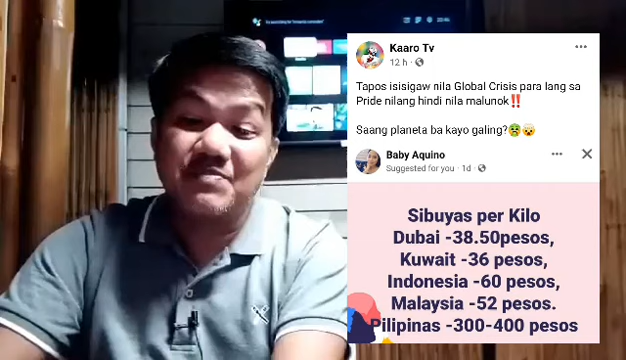 Kaaro Tv
12 h
Tapos isisigaw nila Global Crisis para lang sa
Pride nilang hindi nila malunok‼️
Saang planeta ba kayo galing?😥🤯
Baby Aquino
Suggested for you · 1d
Sibuyas per Kilo
Dubai -38.50pesos,
Kuwait -36 pesos,
Indonesia -60 pesos,
Malaysia -52 pesos.
Pilipinas -300-400 pesos